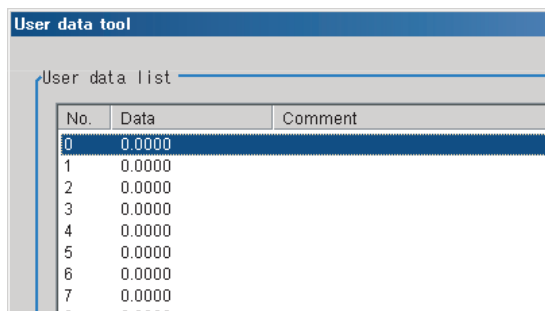 User data tool
User data list
No. Data Comment
0 0.0000
1 0.0000
2 0.0000
3 0.0000
4 0.0000
5 0.0000
6 0.0000
7 0.0000